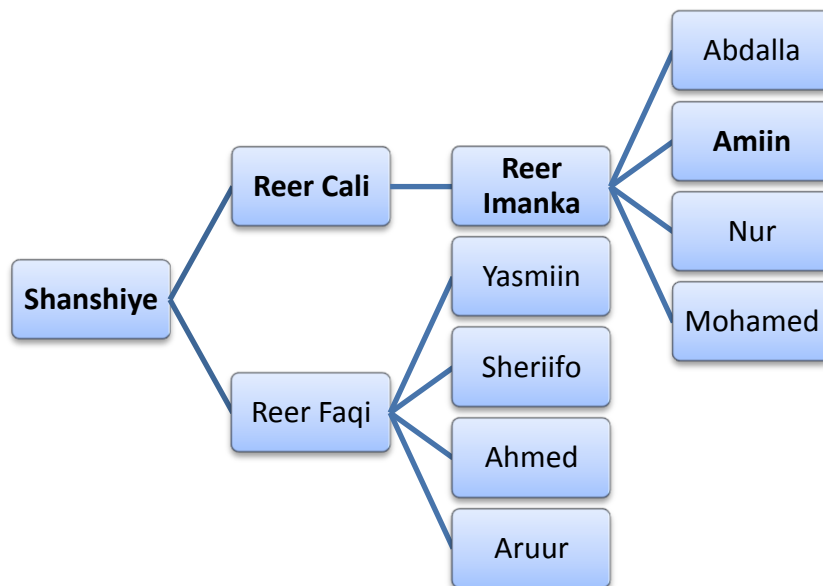 Shanshiye
Reer Cali
Reer
Imanka
Abdalla
Amiin
Nur
Mohamed
Reer Faqi
Yasmiin
Sheriifo
Ahmed
Aruur